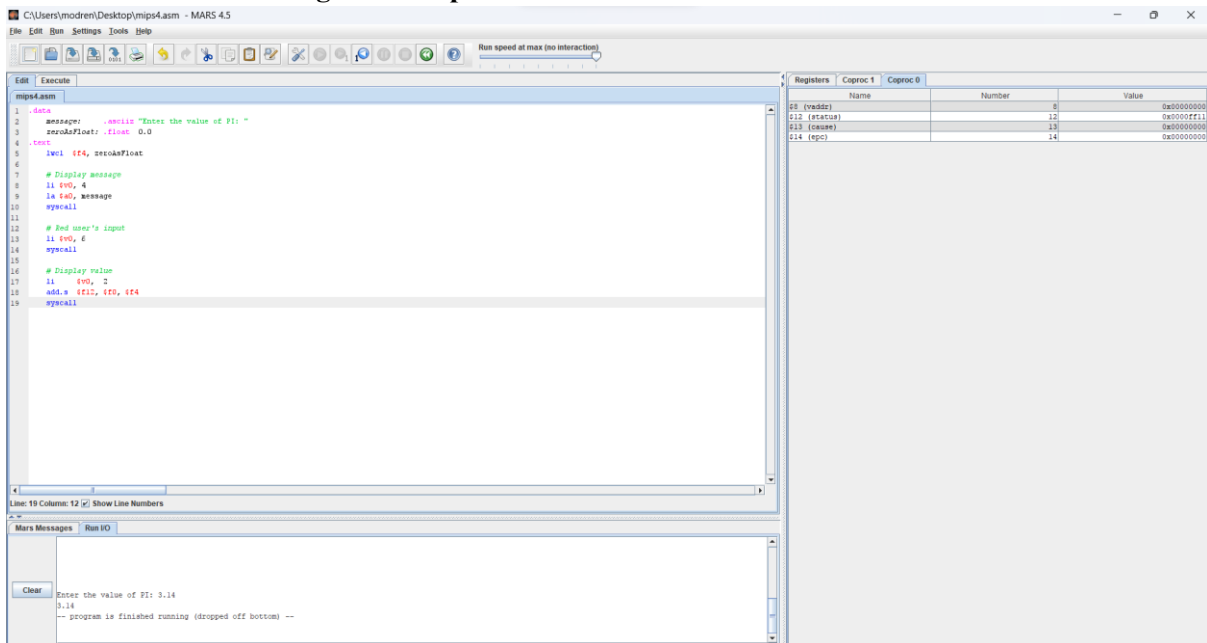 C:\Users\modren\Desktop\mips4.asm - MARS 4.5
File Edit Run Settings Tools Help
Run speed at max (no interaction)
Edit Execute
mips4.asm
1 .data
2 message: .asciiz "Enter the value of PI: "
3 zeroAsFloat: .float 0.0
4 .text
5 lwc1 $f4, zeroAsFloat
6
7 # Display message
8 li $v0, 4
9 la $a0, message
10 syscall
11
12 # Red user's input
13 li $v0, 6
14 syscall
15
16 # Display value
17 li $v0, 2
18 add.s $f12, $f0, $f4
19 syscall
Line: 19 Column: 12 Show Line Numbers
Mars Messages Run I/O
Clear
Enter the value of PI: 3.14
3.14
-- program is finished running (dropped off bottom) --
Registers Coproc 1 Coproc 0
Name Number Value
$8 (vaddr) 8 0x00000000
$12 (status) 12 0x0000ff11
$13 (cause) 13 0x00000000
$14 (epc) 14 0x00000000